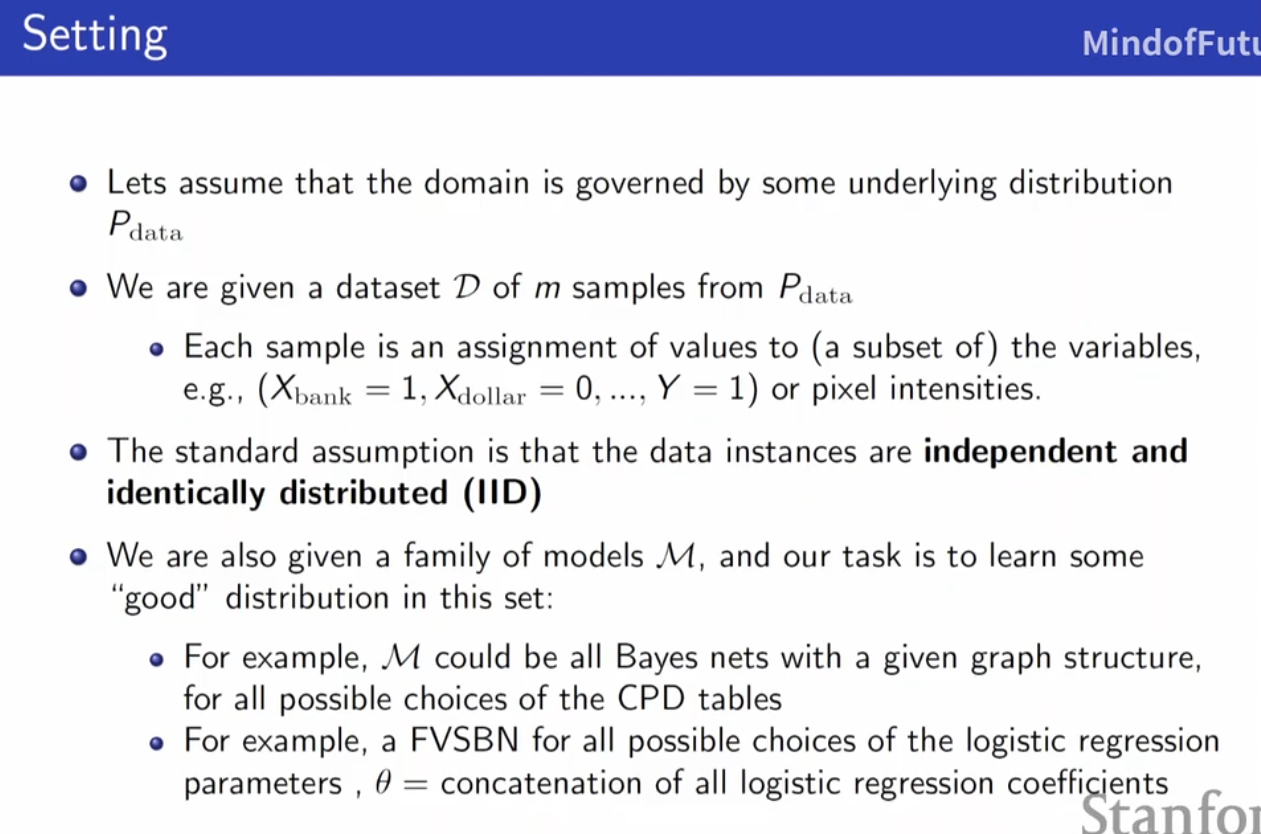 Setting
MindofFutu
Lets assume that the domain is governed by some underlying distribution
P_data
We are given a dataset 𝒟 of m samples from P_data
Each sample is an assignment of values to (a subset of) the variables,
e.g., (X_bank = 1, X_dollar = 0, ..., Y = 1) or pixel intensities.
The standard assumption is that the data instances are independent and
identically distributed (IID)
We are also given a family of models ℳ, and our task is to learn some
“good” distribution in this set:
For example, ℳ could be all Bayes nets with a given graph structure,
for all possible choices of the CPD tables
For example, a FVSBN for all possible choices of the logistic regression
parameters , θ = concatenation of all logistic regression coefficients
Stanfor